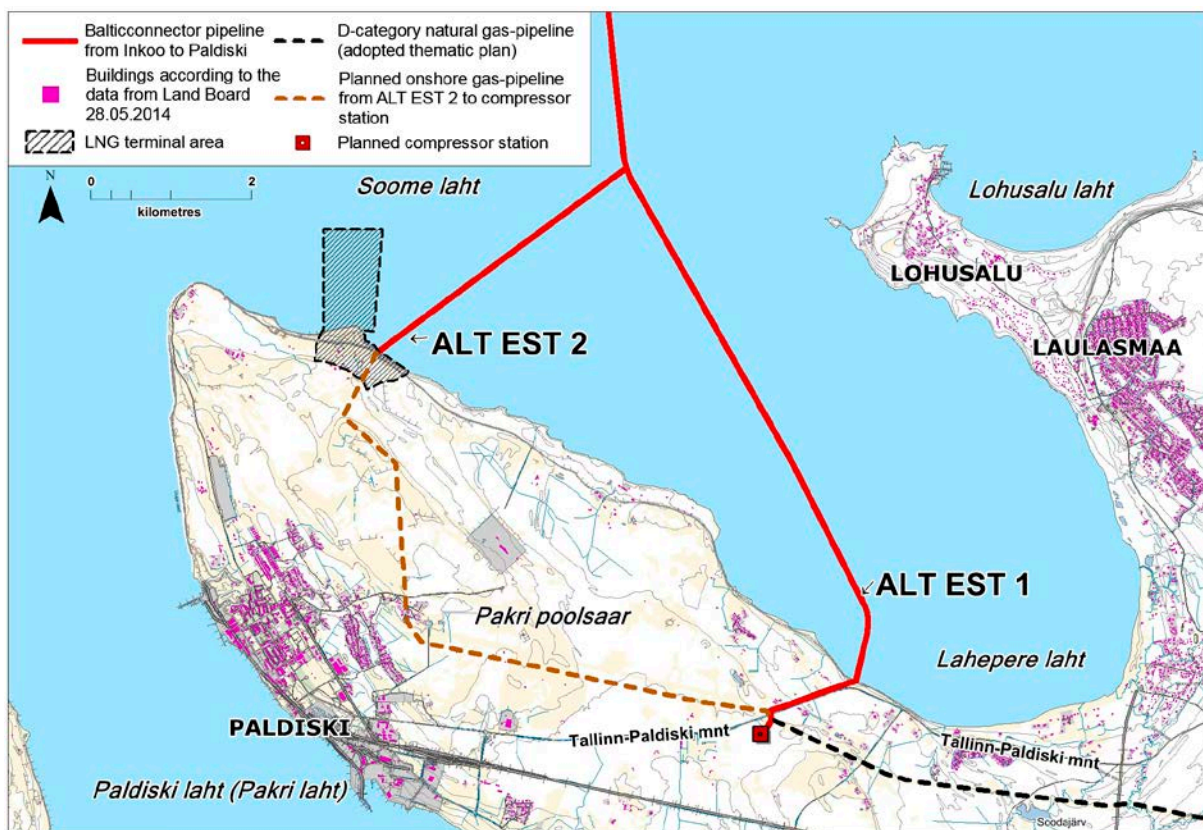 Balticconnector pipeline
from Inkoo to Paldiski
Buildings according to the
data from Land Board
28.05.2014
LNG terminal area
D-category natural gas-pipeline
(adopted thematic plan)
Planned onshore gas-pipeline
from ALT EST 2 to compressor
station
Planned compressor station
N
0 2
kilometres
Soome laht
Lohusalu laht
LOHUSALU
LAULASMAA
ALT EST 2
ALT EST 1
Pakri poolsaar
Lahepere laht
PALDISKI
Tallinn-Paldiski mnt
Tallinn-Paldiski mnt
Paldiski laht (Pakri laht)